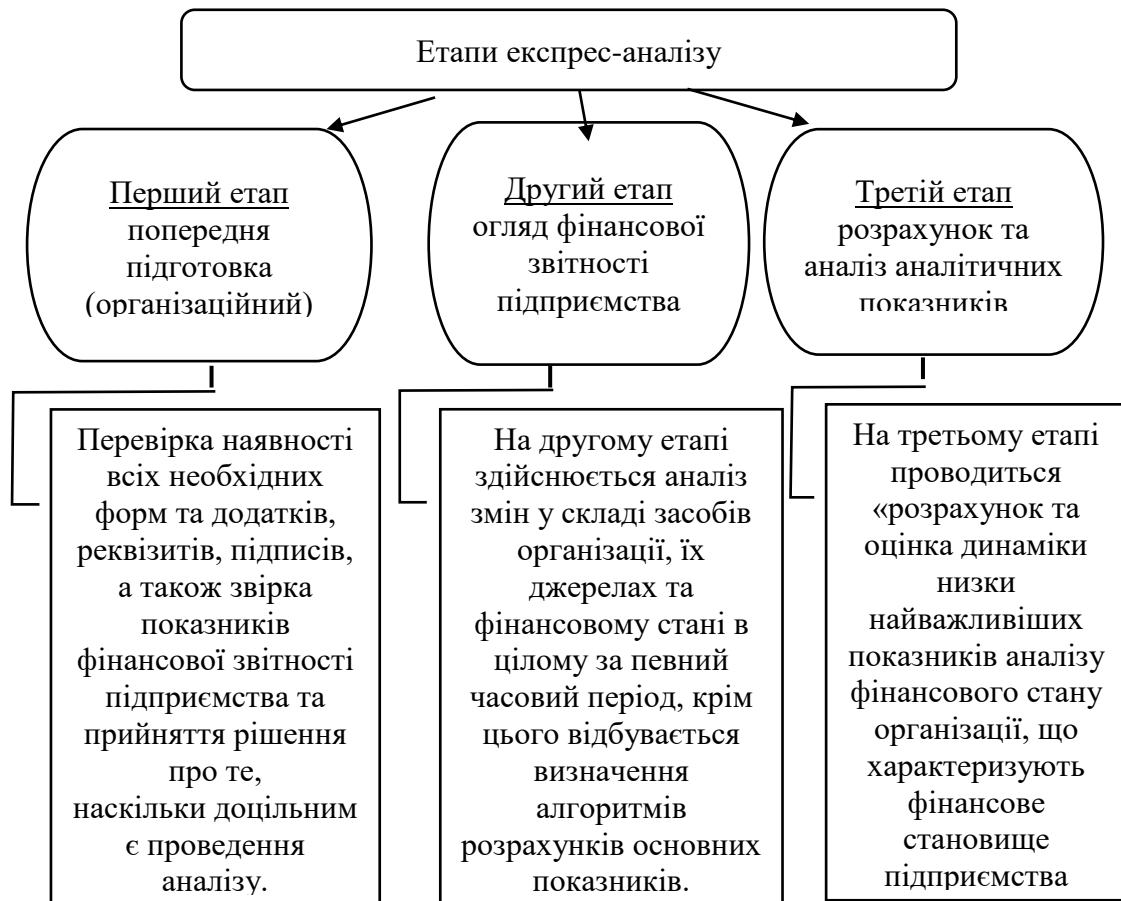 Етапи експрес-аналізу
Перший етап
попередня
підготовка
(організаційний)
Другий етап
огляд фінансової
звітності
підприємства
Третій етап
розрахунок та
аналіз аналітичних
показників
Перевірка наявності
всіх необхідних
форм та додатків,
реквізитів, підписів,
а також звірка
показників
фінансової звітності
підприємства та
прийняття рішення
про те,
наскільки доцільним
є проведення
аналізу.
На другому етапі
здійснюється аналіз
змін у складі засобів
організації, їх
джерелах та
фінансовому стані в
цілому за певний
часовий період, крім
цього відбувається
визначення
алгоритмів
розрахунків основних
показників.
На третьому етапі
проводиться
«розрахунок та
оцінка динаміки
низки
найважливіших
показників аналізу
фінансового стану
організації, що
характеризують
фінансове
становище
підприємства